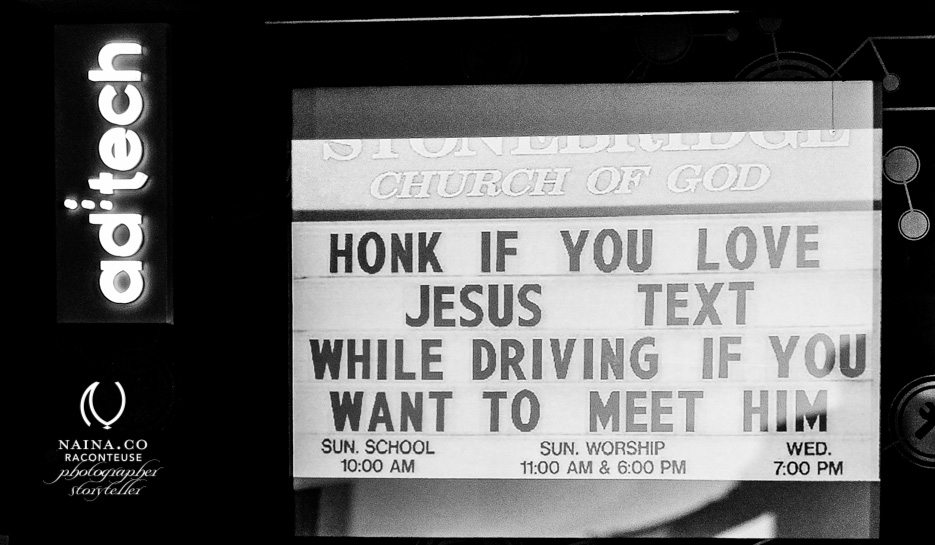 ad:tech
STONEBRIDGE
CHURCH OF GOD
HONK IF YOU LOVE
JESUS TEXT
WHILE DRIVING IF YOU
WANT TO MEET HIM
SUN. SCHOOL
10:00 AM
SUN. WORSHIP
11:00 AM & 6:00 PM
WED.
7:00 PM
NAINA.CO
RACONTEUSE
photographer
storyteller